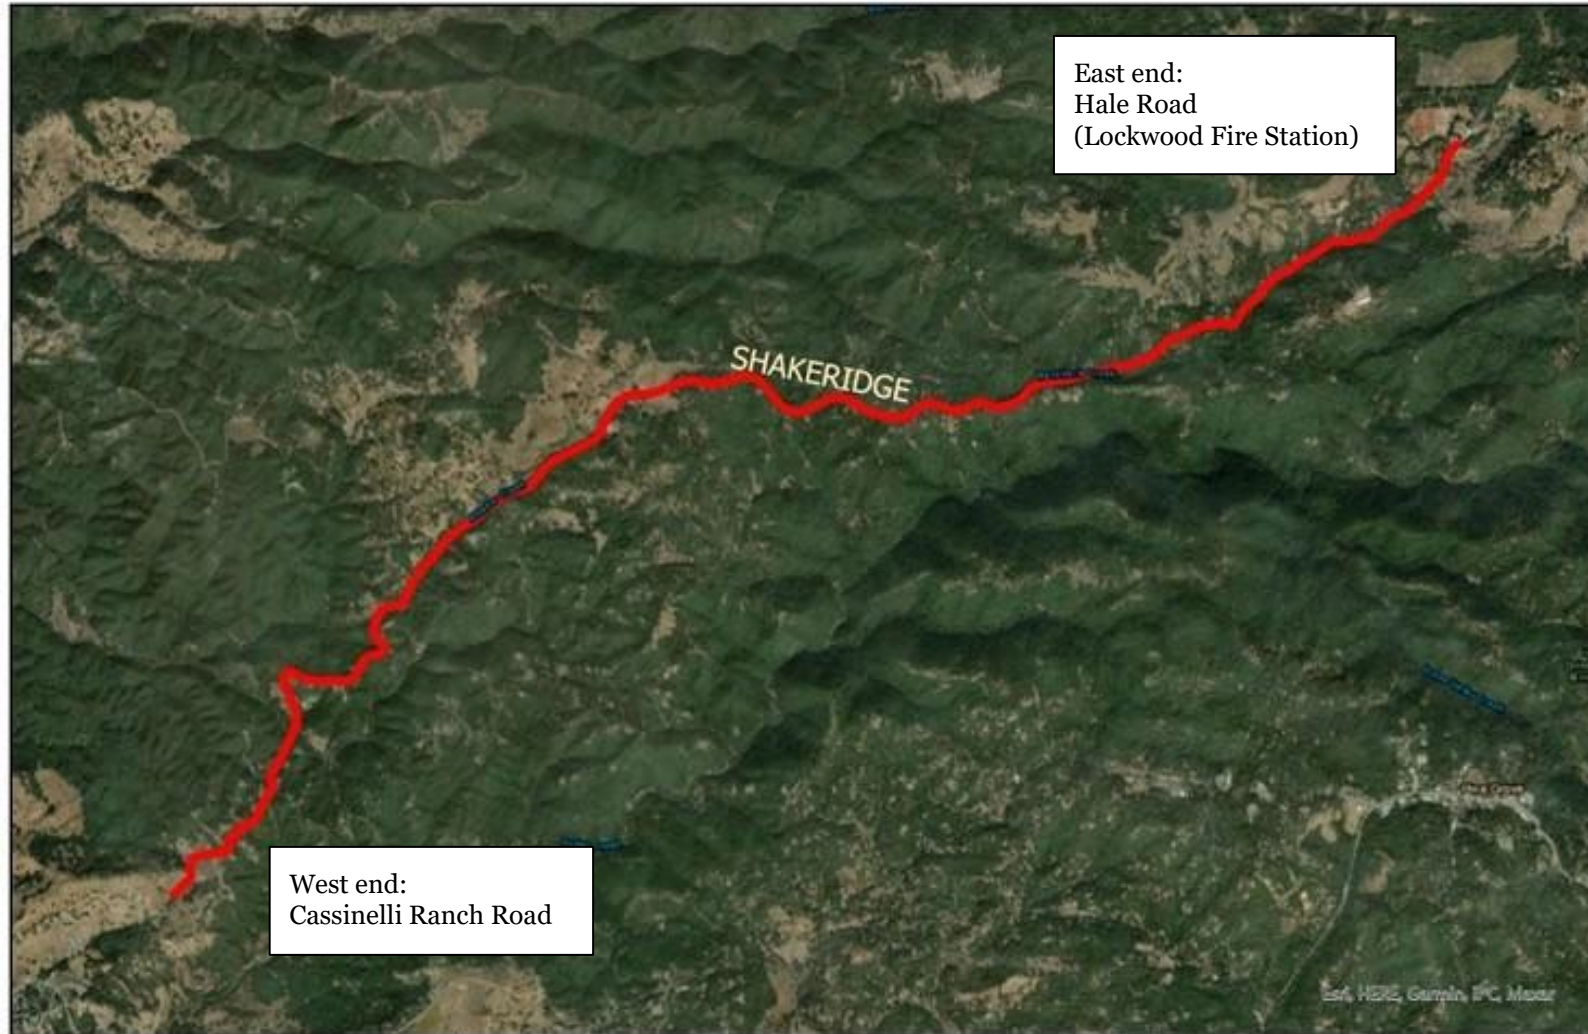 East end:
Hale Road
(Lockwood Fire Station)
SHAKERIDGE
West end:
Cassinelli Ranch Road
Esri, HERE, Garmin, IPC, Maxar